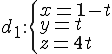 d₁: { x = 1 - t
y = t
z = 4t